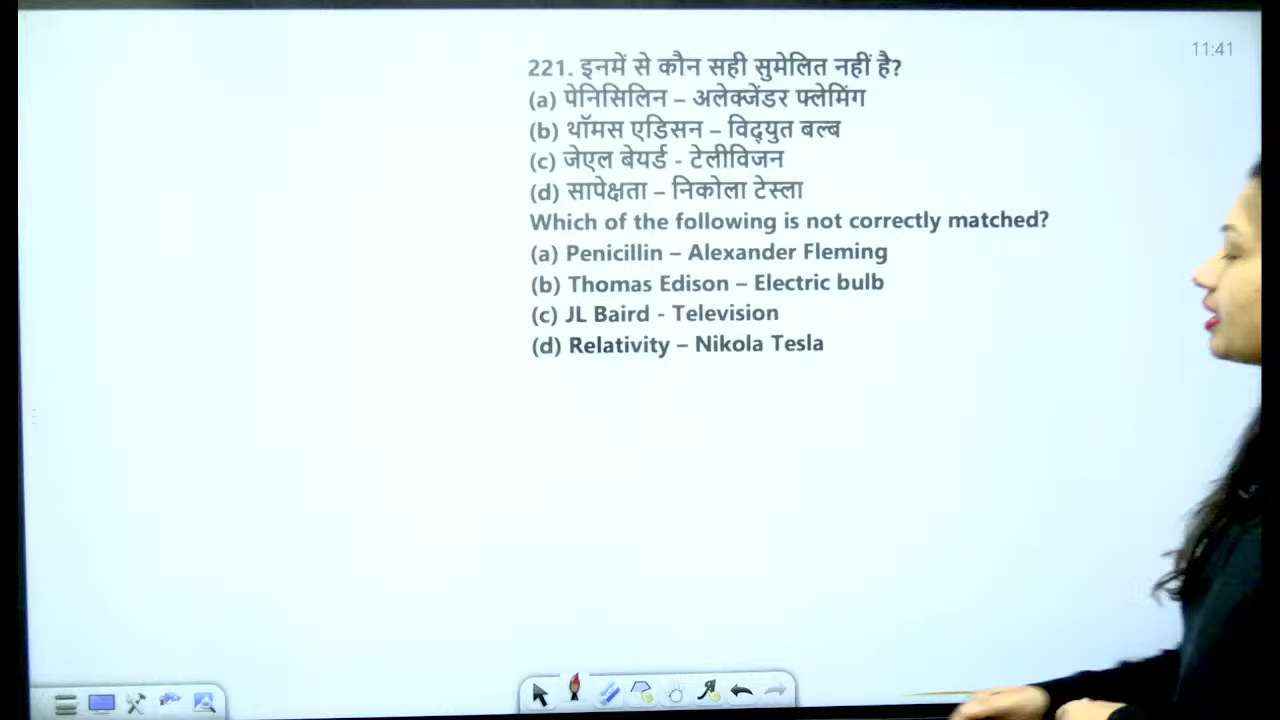 11:41
221. इनमें से कौन सही सुमेलित नहीं है?
(a) पेनिसिलिन – अलेक्जेंडर फ्लेमिंग
(b) थॉमस एडिसन – विद्युत बल्ब
(c) जेएल बेयर्ड - टेलीविजन
(d) सापेक्षता – निकोला टेस्ला
Which of the following is not correctly matched?
(a) Penicillin – Alexander Fleming
(b) Thomas Edison – Electric bulb
(c) JL Baird - Television
(d) Relativity – Nikola Tesla